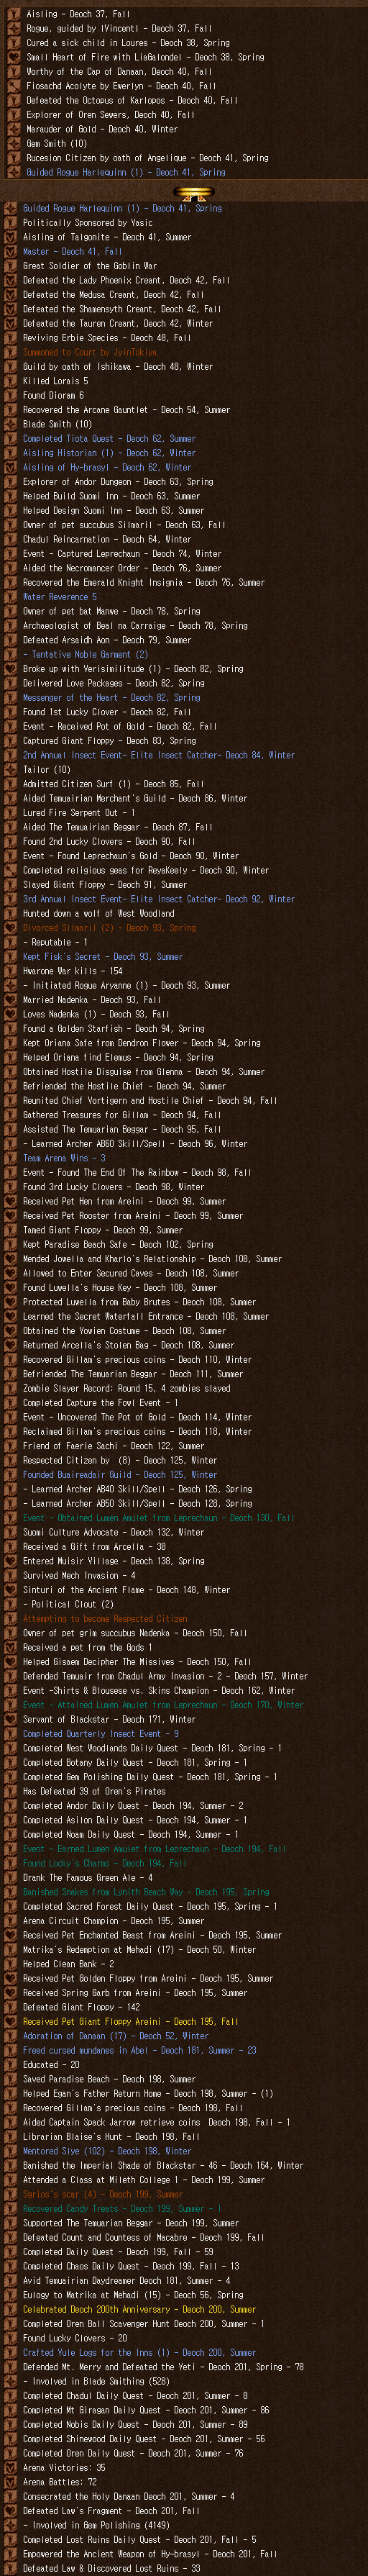 Aisling - Deoch 37, Fall
Rogue, guided by lVincentl - Deoch 37, Fall
Cured a sick child in Loures - Deoch 38, Spring
Small Heart of Fire with LiaGalondel - Deoch 38, Spring
Worthy of the Cap of Danaan, Deoch 40, Fall
Fiosachd Acolyte by Ewerlyn - Deoch 40, Fall
Defeated the Octopus of Karlopos - Deoch 40, Fall
Explorer of Oren Sewers, Deoch 40, Fall
Marauder of Gold - Deoch 40, Winter
Gem Smith (10)
Rucesion Citizen by oath of Angelique - Deoch 41, Spring
Guided Rogue Harlequinn (1) - Deoch 41, Spring
Guided Rogue Harlequinn (1) - Deoch 41, Spring
Politically Sponsored by Yasic
Aisling of Talgonite - Deoch 41, Summer
Master - Deoch 41, Fall
Great Soldier of the Goblin War
Defeated the Lady Phoenix Creant, Deoch 42, Fall
Defeated the Medusa Creant, Deoch 42, Fall
Defeated the Shamensyth Creant, Deoch 42, Fall
Defeated the Tauren Creant, Deoch 42, Winter
Reviving Erbie Species - Deoch 48, Fall
Summoned to Court by JyInTokiya
Guild by oath of Ishikawa - Deoch 48, Winter
Killed Lorais 5
Found Dioram 6
Recovered the Arcane Gauntlet - Deoch 54, Summer
Blade Smith (10)
Completed Tiota Quest - Deoch 62, Summer
Aisling Historian (1) - Deoch 62, Winter
Aisling of Hy-brasyl - Deoch 62, Winter
Explorer of Andor Dungeon - Deoch 63, Spring
Helped Build Suomi Inn - Deoch 63, Summer
Helped Design Suomi Inn - Deoch 63, Summer
Owner of pet succubus Silmaril - Deoch 63, Fall
Chadul Reincarnation - Deoch 64, Winter
Event - Captured Leprechaun - Deoch 74, Winter
Aided the Necromancer Order - Deoch 76, Summer
Recovered the Emerald Knight Insignia - Deoch 76, Summer
Water Reverence 5
Owner of pet bat Manwe - Deoch 78, Spring
Archaeologist of Beal na Carraige - Deoch 78, Spring
Defeated Arsaidh Aon - Deoch 79, Summer
- Tentative Noble Garment (2)
Broke up with Verisimilitude (1) - Deoch 82, Spring
Delivered Love Packages - Deoch 82, Spring
Messenger of the Heart - Deoch 82, Spring
Found 1st Lucky Clover - Deoch 82, Fall
Event - Received Pot of Gold - Deoch 82, Fall
Captured Giant Floppy - Deoch 83, Spring
2nd Annual Insect Event- Elite Insect Catcher- Deoch 84, Winter
Tailor (10)
Admitted Citizen Surf (1) - Deoch 85, Fall
Aided Temuairian Merchant's Guild - Deoch 86, Winter
Lured Fire Serpent Out - 1
Aided The Temuairian Beggar - Deoch 87, Fall
Found 2nd Lucky Clovers - Deoch 90, Fall
Event - Found Leprechaun's Gold - Deoch 90, Winter
Completed religious geas for ReyaKeely - Deoch 90, Winter
Slayed Giant Floppy - Deoch 91, Summer
3rd Annual Insect Event- Elite Insect Catcher- Deoch 92, Winter
Hunted down a wolf of West Woodland
Divorced Silmaril (2) - Deoch 93, Spring
- Reputable - 1
Kept Fisk's Secret - Deoch 93, Summer
Hwarone War kills - 154
- Initiated Rogue Aryanne (1) - Deoch 93, Summer
Married Nadenka - Deoch 93, Fall
Loves Nadenka (1) - Deoch 93, Fall
Found a Golden Starfish - Deoch 94, Spring
Kept Oriana Safe from Dendron Flower - Deoch 94, Spring
Helped Oriana find Elemus - Deoch 94, Spring
Obtained Hostile Disguise from Glenna - Deoch 94, Summer
Befriended the Hostile Chief - Deoch 94, Summer
Reunited Chief Vortigern and Hostile Chief - Deoch 94, Fall
Gathered Treasures for Gillam - Deoch 94, Fall
Assisted The Temuairian Beggar - Deoch 95, Fall
- Learned Archer AB60 Skill/Spell - Deoch 96, Winter
Team Arena Wins - 3
Event - Found The End Of The Rainbow - Deoch 98, Fall
Found 3rd Lucky Clovers - Deoch 98, Winter
Received Pet Hen from Areini - Deoch 99, Summer
Received Pet Rooster from Areini - Deoch 99, Summer
Tamed Giant Floppy - Deoch 99, Summer
Kept Paradise Beach Safe - Deoch 102, Spring
Mended Jowella and Kharlo's Relationship - Deoch 108, Summer
Allowed to Enter Secured Caves - Deoch 108, Summer
Found Luvella's House Key - Deoch 108, Summer
Protected Luwella from Baby Brutes - Deoch 108, Summer
Learned the Secret Waterfall Entrance - Deoch 108, Summer
Obtained the Yowien Costume - Deoch 108, Summer
Returned Arcella's Stolen Bag - Deoch 108, Summer
Recovered Gillam's precious coins - Deoch 110, Winter
Befriended The Temuairian Beggar - Deoch 111, Summer
Zombie Slayer Record: Round 15, 4 zombies slayed
Completed Capture the Fowl Event - 1
Event - Uncovered The Pot of Gold - Deoch 114, Winter
Reclaimed Gillam's precious coins - Deoch 118, Winter
Friend of Faerie Sachi - Deoch 122, Summer
Respected Citizen by  (8) - Deoch 125, Winter
Founded Buaireadair Guild - Deoch 125, Winter
- Learned Archer AB40 Skill/Spell - Deoch 126, Spring
- Learned Archer AB50 Skill/Spell - Deoch 128, Spring
Event - Obtained Lumen Amulet from Leprechaun - Deoch 130, Fall
Suomi Culture Advocate - Deoch 132, Winter
Received a Gift from Arcella - 38
Entered Muisir Village - Deoch 138, Spring
Survived Mech Invasion - 4
Sinturi of the Ancient Flame - Deoch 148, Winter
- Political Clout (2)
Attempting to become Respected Citizen
Owner of pet grim succubus Nadenka - Deoch 150, Fall
Received a pet from the Gods 1
Helped Gisaem Decipher The Missives - Deoch 150, Fall
Defended Temuair from Chadul Army Invasion - 2 - Deoch 157, Winter
Event -Shirts & Blousese vs. Skins Champion - Deoch 162, Winter
Event - Attained Lumen Amulet from Leprechaun - Deoch 170, Winter
Servant of Blackstar - Deoch 171, Winter
Completed Quarterly Insect Event - 9
Completed West Woodlands Daily Quest - Deoch 181, Spring - 1
Completed Botany Daily Quest - Deoch 181, Spring - 1
Completed Gem Polishing Daily Quest - Deoch 181, Spring - 1
Has Defeated 39 of Oren's Pirates
Completed Andor Daily Quest - Deoch 194, Summer - 2
Completed Asilon Daily Quest - Deoch 194, Summer - 1
Completed Noam Daily Quest - Deoch 194, Summer - 1
Event - Earned Lumen Amulet from Leprechaun - Deoch 194, Fall
Found Locky's Charms - Deoch 194, Fall
Drank The Famous Green Ale - 4
Banished Snakes from Lynith Beach Way - Deoch 195, Spring
Completed Sacred Forest Daily Quest - Deoch 195, Spring - 1
Arena Circuit Champion - Deoch 195, Summer
Received Pet Enchanted Beast from Areini - Deoch 195, Summer
Matrika's Redemption at Mehadi (17) - Deoch 50, Winter
Helped Clean Bank - 2
Received Pet Golden Floppy from Areini - Deoch 195, Summer
Received Spring Garb from Areini - Deoch 195, Summer
Defeated Giant Floppy - 142
Received Pet Giant Floppy Areini - Deoch 195, Fall
Adoration of Danaan (17) - Deoch 52, Winter
Freed cursed mundanes in Abel - Deoch 181, Summer - 23
Educated - 20
Saved Paradise Beach - Deoch 198, Summer
Helped Egan's Father Return Home - Deoch 198, Summer - (1)
Recovered Gillam's precious coins - Deoch 198, Fall
Aided Captain Spack Jarrow retrieve coins  Deoch 198, Fall - 1
Librarian Blaise's Hunt - Deoch 198, Fall
Mentored Slye (102) - Deoch 198, Winter
Banished the Imperial Shade of Blackstar - 46 - Deoch 164, Winter
Attended a Class at Mileth College 1 - Deoch 199, Summer
Sgrios's scar (4) - Deoch 199, Summer
Recovered Candy Treats - Deoch 199, Summer - 1
Supported The Temuarian Beggar - Deoch 199, Summer
Defeated Count and Countess of Macabre - Deoch 199, Fall
Completed Daily Quest - Deoch 199, Fall - 59
Completed Chaos Daily Quest - Deoch 199, Fall - 13
Avid Temuairian Daydreamer Deoch 181, Summer - 4
Eulogy to Matrika at Mehadi (15) - Deoch 56, Spring
Celebrated Deoch 200th Anniversary - Deoch 200, Summer
Completed Oren Ball Scavenger Hunt Deoch 200, Summer - 1
Found Lucky Clovers - 20
Crafted Yule Logs for the Inns (1) - Deoch 200, Summer
Defended Mt. Merry and Defeated the Yeti - Deoch 201, Spring - 78
- Involved in Blade Smithing (528)
Completed Chadul Daily Quest - Deoch 201, Summer - 8
Completed Mt Giragan Daily Quest - Deoch 201, Summer - 86
Completed Nobis Daily Quest - Deoch 201, Summer - 89
Completed Shinewood Daily Quest - Deoch 201, Summer - 56
Completed Oren Daily Quest - Deoch 201, Summer - 76
Arena Victories: 35
Arena Battles: 72
Consecrated the Holy Danaan Deoch 201, Summer - 4
Defeated Law's Fragment - Deoch 201, Fall
- Involved in Gem Polishing (4149)
Completed Lost Ruins Daily Quest - Deoch 201, Fall - 5
Empowered the Ancient Weapon of Hy-brasyl - Deoch 201, Fall
Defeated Law & Discovered Lost Ruins - 33